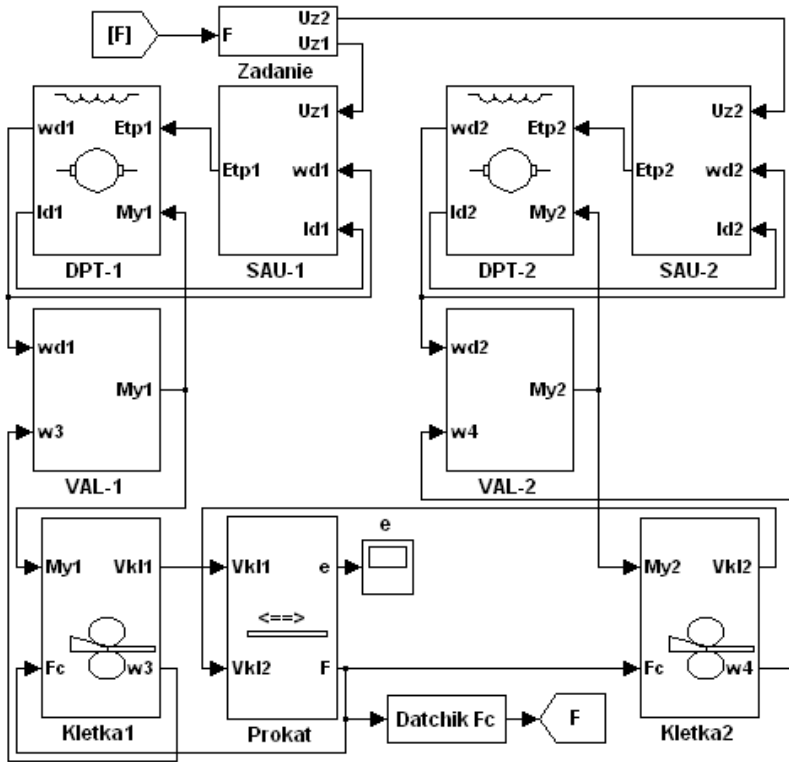 [F]
F
Uz2
Uz1
Zadanie
wd1
Etp1
Id1
My1
DPT-1
Uz1
Etp1
wd1
Id1
SAU-1
wd2
Etp2
Id2
My2
DPT-2
Uz2
Etp2
wd2
Id2
SAU-2
wd1
My1
w3
VAL-1
wd2
My2
w4
VAL-2
My1
Vkl1
Fc
w3
Kletka1
Vkl1
e
<==>
Vkl2
F
Prokat
e
My2
Vkl2
Fc
w4
Kletka2
Datchik Fc
F